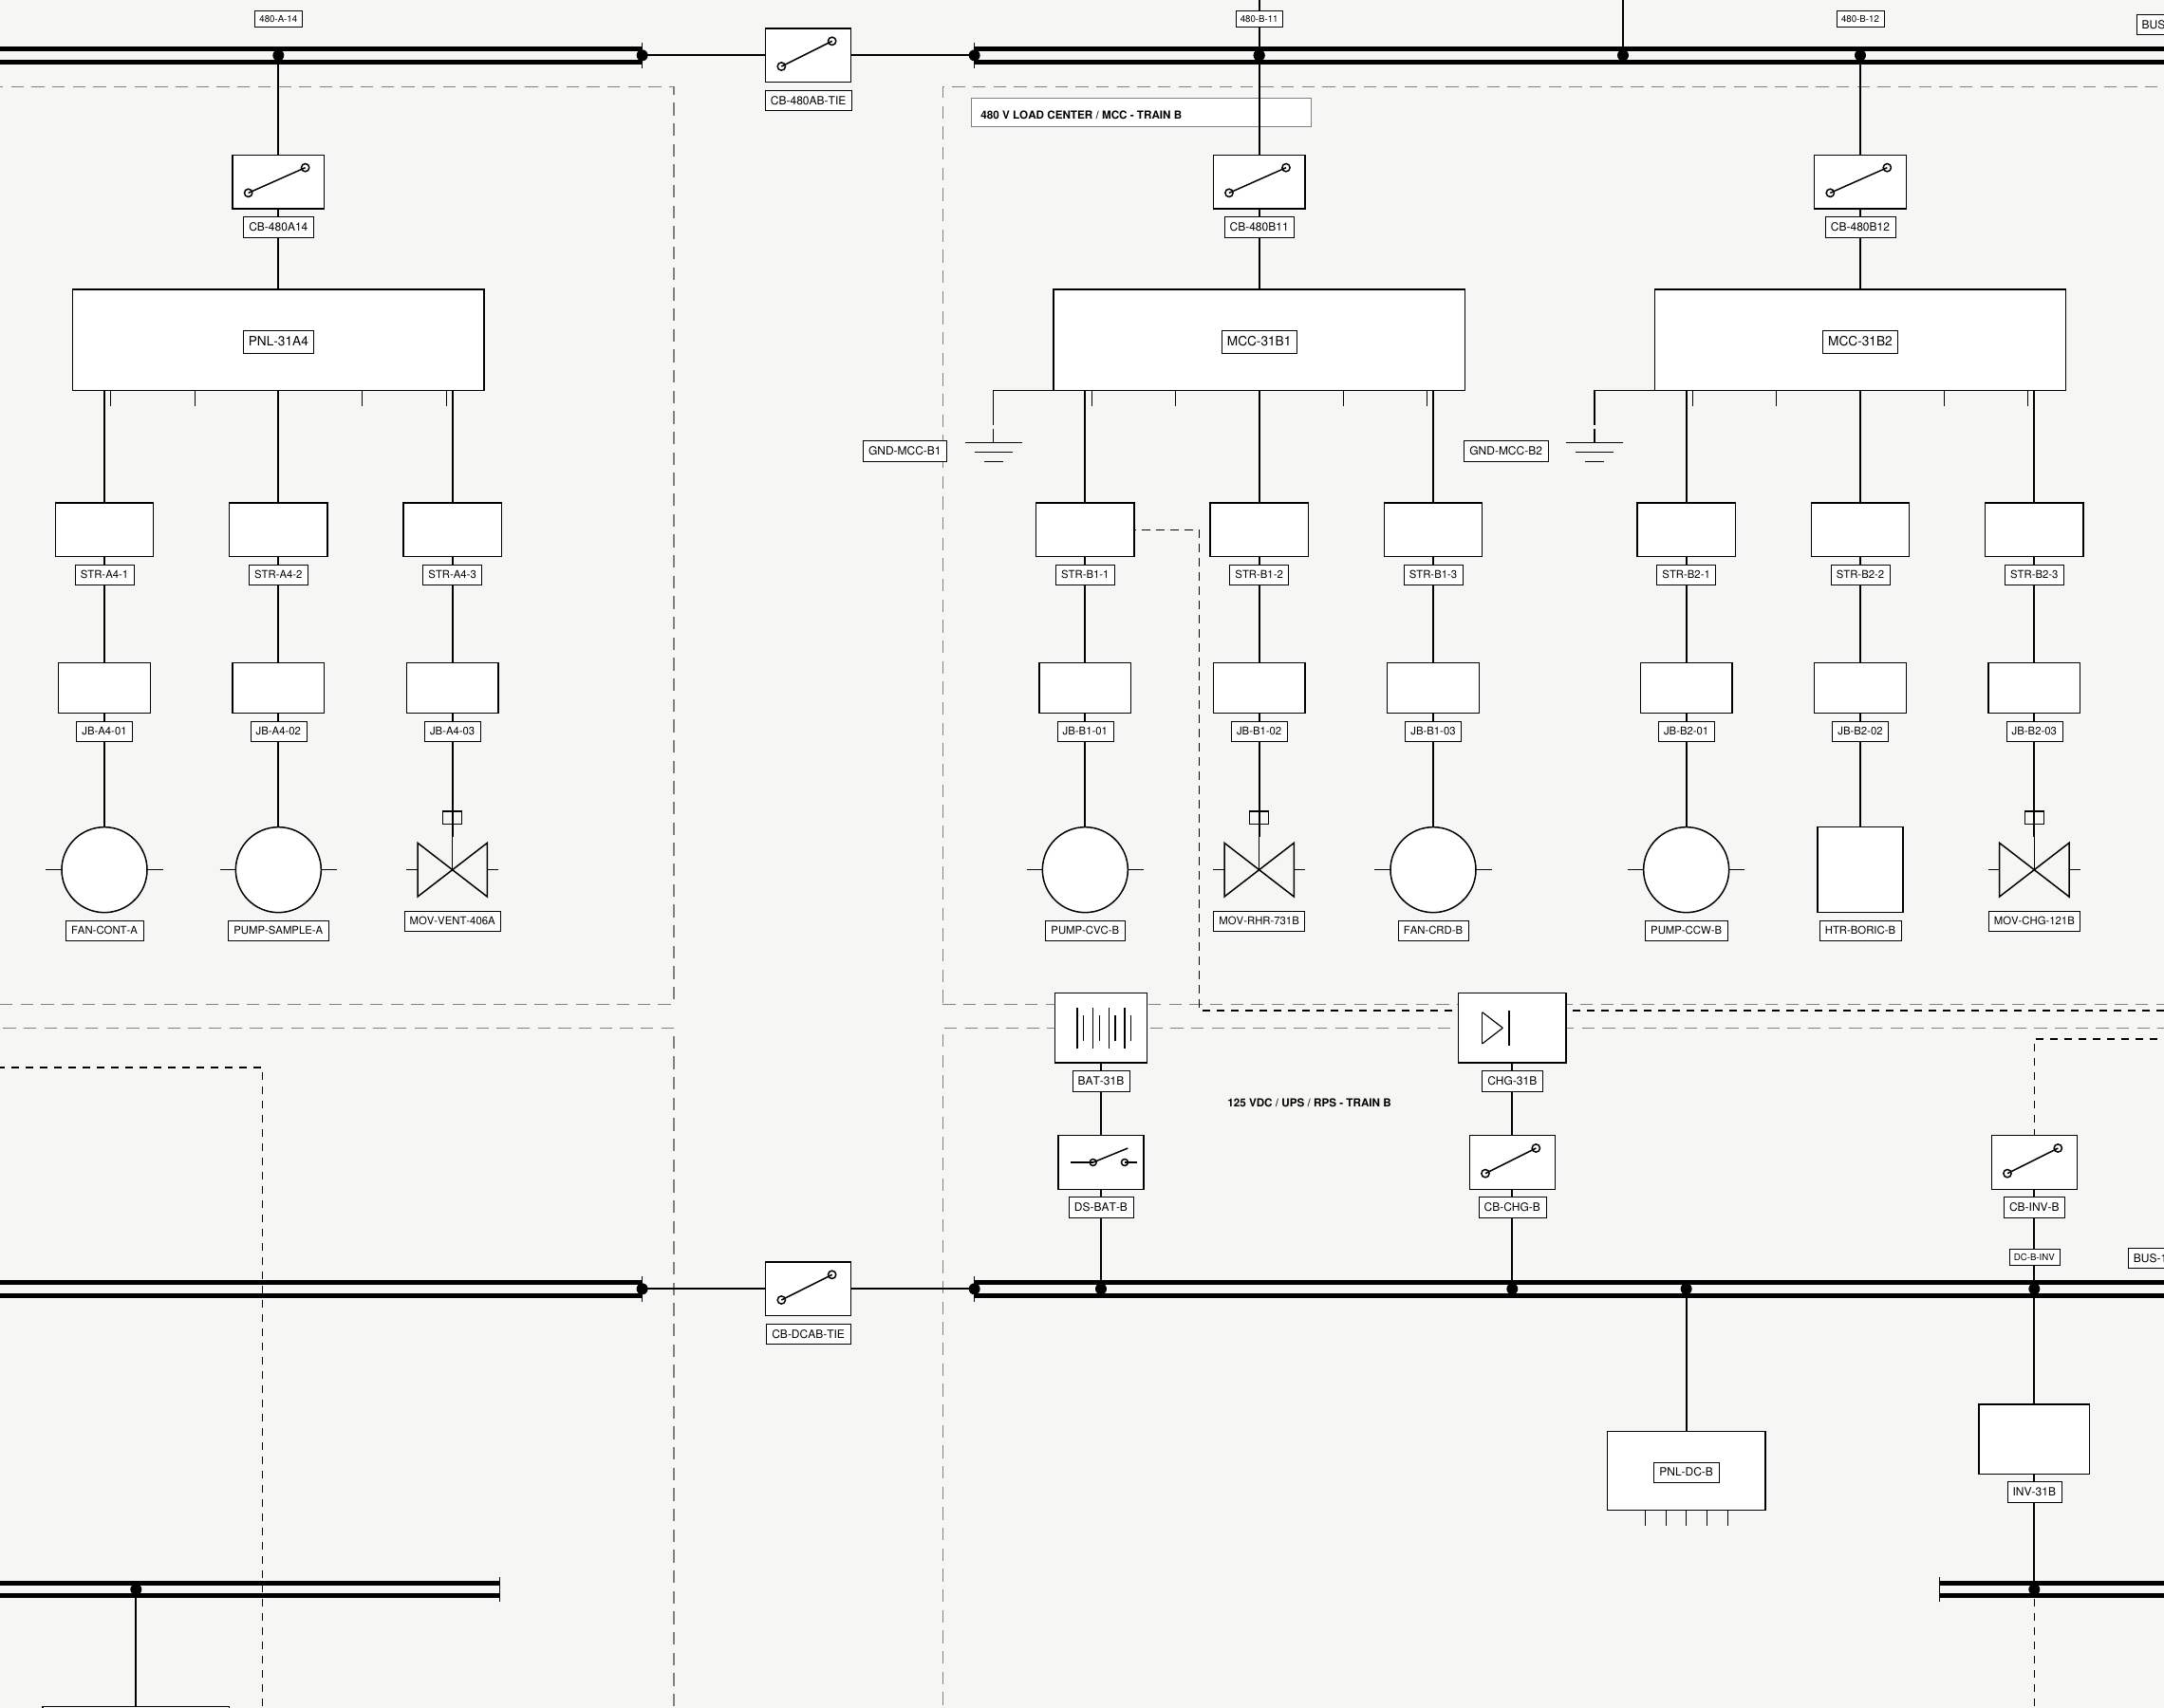 480-A-14
480-B-11
480-B-12
BUS
CB-480AB-TIE
480 V LOAD CENTER / MCC - TRAIN B
CB-480A14
CB-480B11
CB-480B12
PNL-31A4
MCC-31B1
MCC-31B2
GND-MCC-B1
GND-MCC-B2
STR-A4-1
STR-A4-2
STR-A4-3
STR-B1-1
STR-B1-2
STR-B1-3
STR-B2-1
STR-B2-2
STR-B2-3
JB-A4-01
JB-A4-02
JB-A4-03
JB-B1-01
JB-B1-02
JB-B1-03
JB-B2-01
JB-B2-02
JB-B2-03
FAN-CONT-A
PUMP-SAMPLE-A
MOV-VENT-406A
PUMP-CVC-B
MOV-RHR-731B
FAN-CRD-B
PUMP-CCW-B
HTR-BORIC-B
MOV-CHG-121B
BAT-31B
CHG-31B
125 VDC / UPS / RPS - TRAIN B
DS-BAT-B
CB-CHG-B
CB-INV-B
DC-B-INV
BUS-1
CB-DCAB-TIE
PNL-DC-B
INV-31B